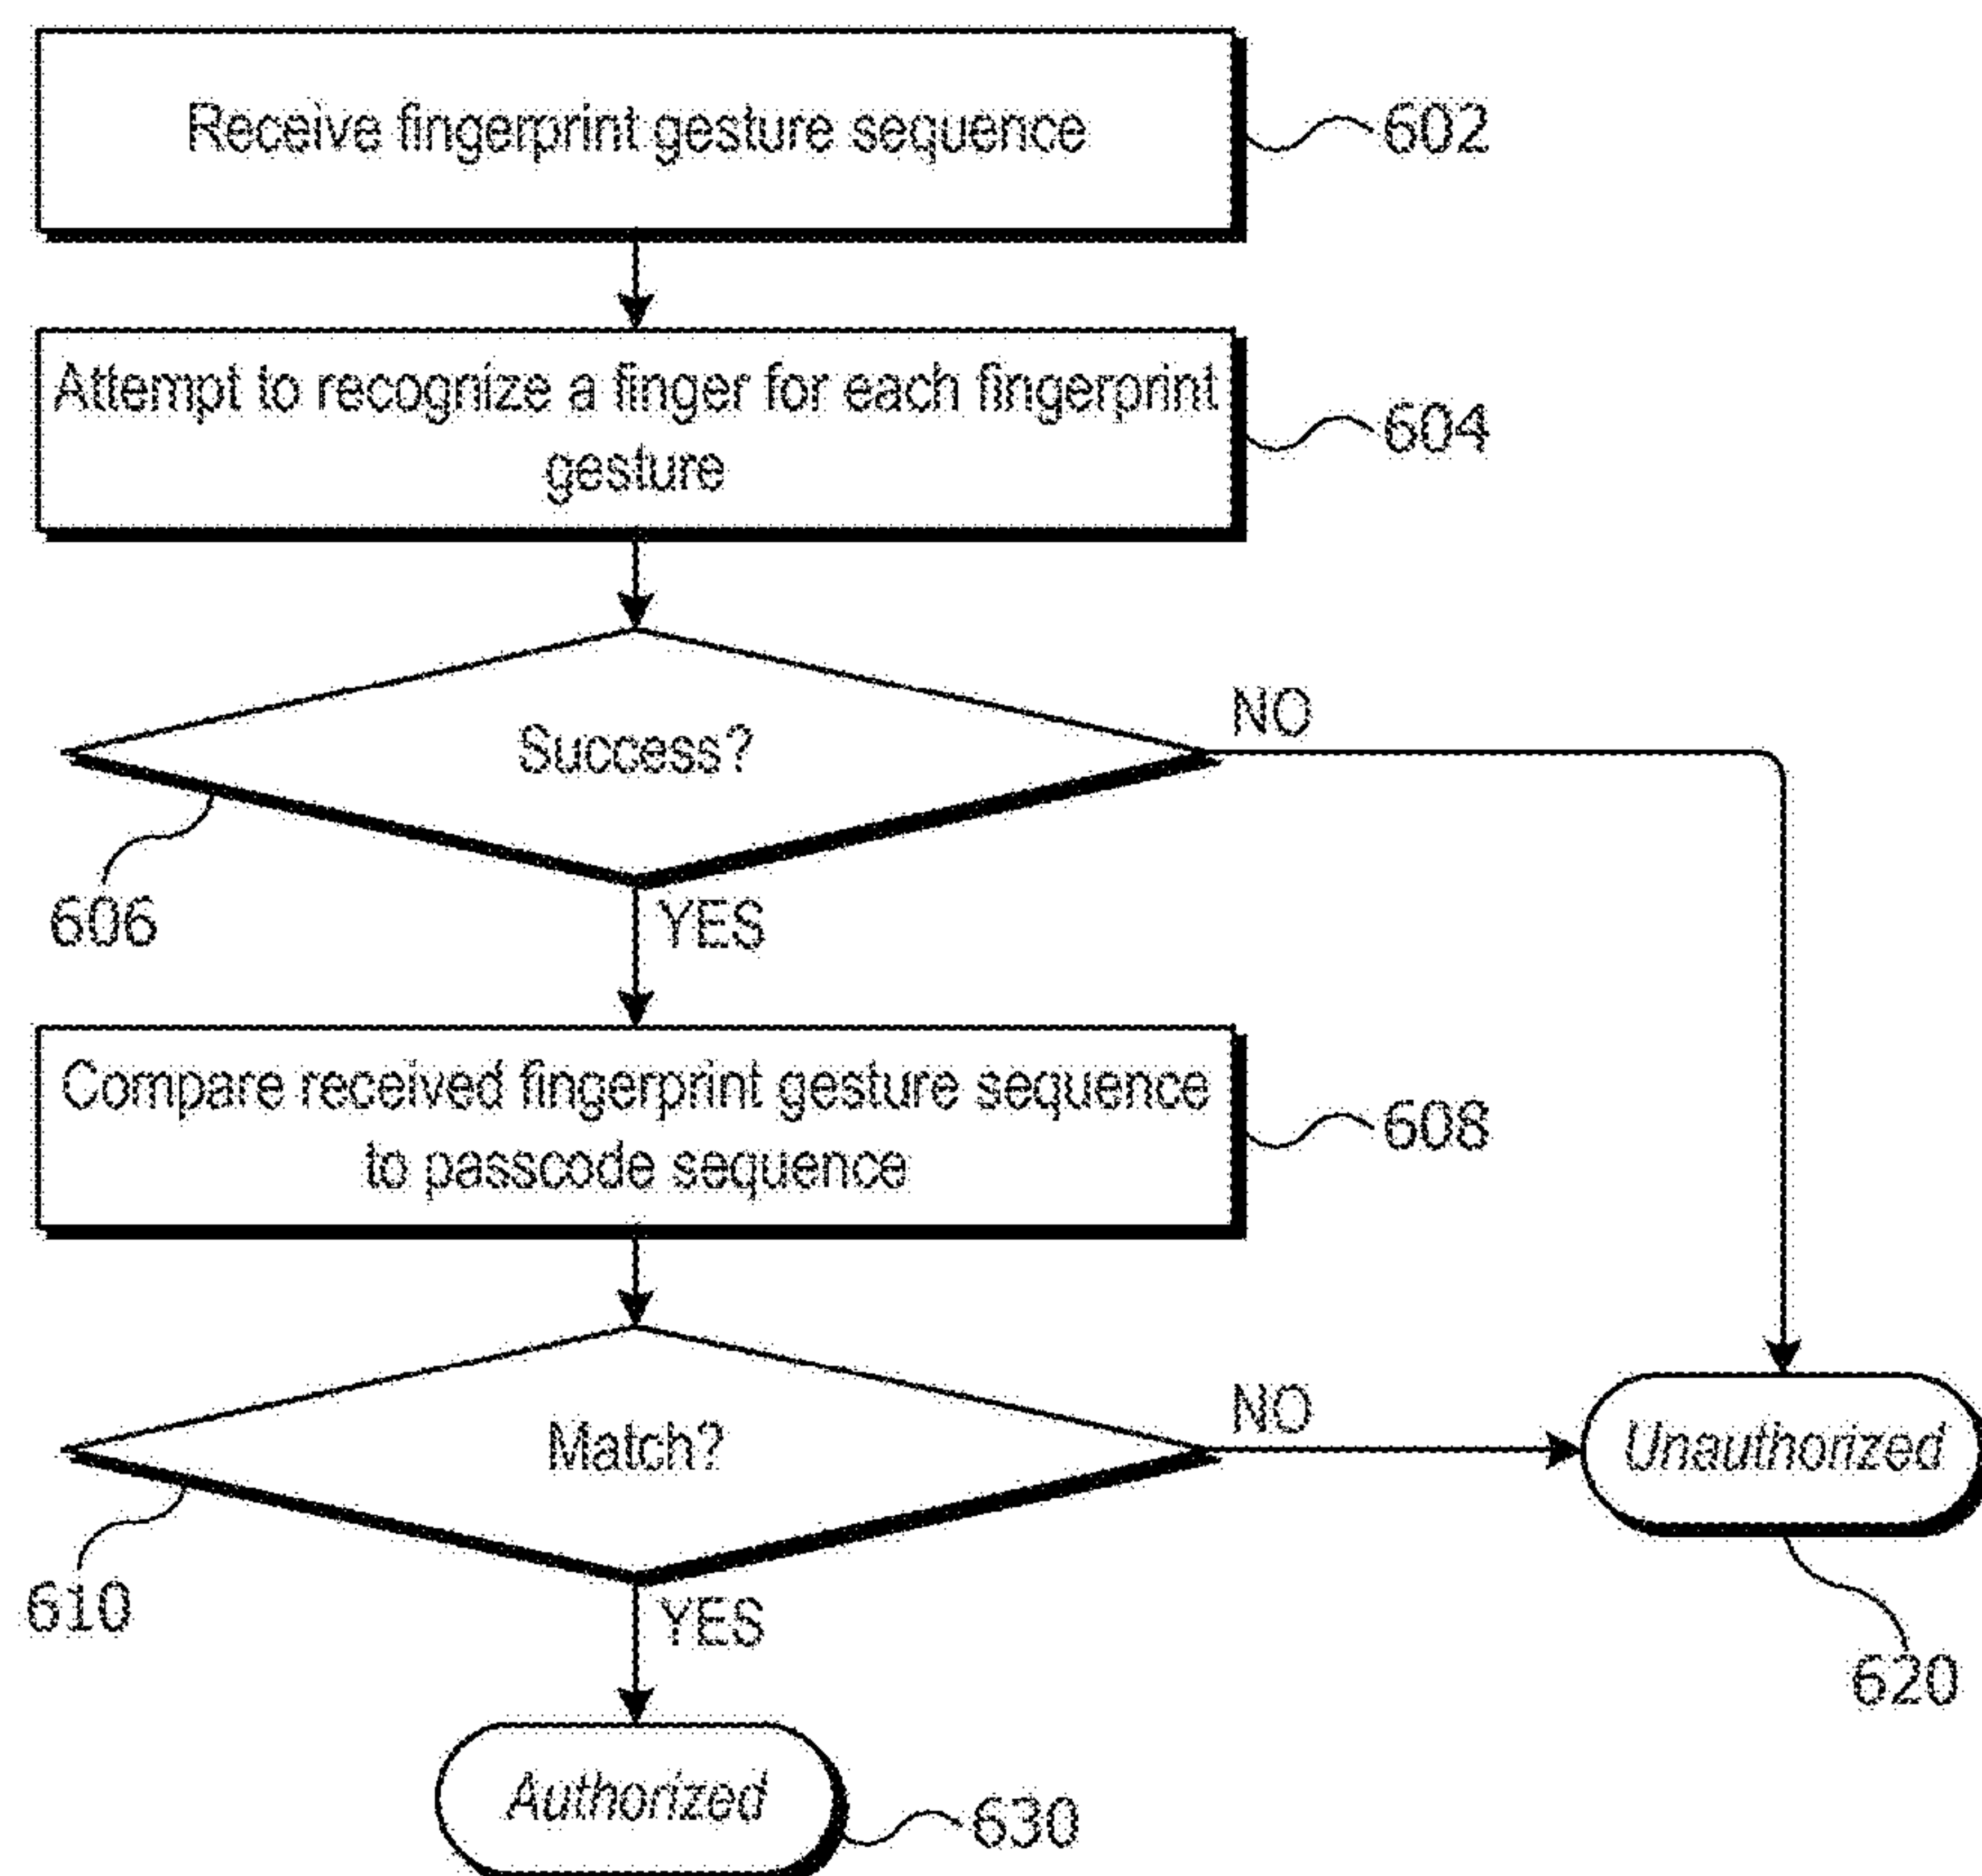 Receive fingerprint gesture sequence
602
Attempt to recognize a finger for each fingerprint
gesture
604
Success?
NO
606
YES
Compare received fingerprint gesture sequence
to passcode sequence
608
Match?
NO
Unauthorized
610
YES
620
Authorized
630